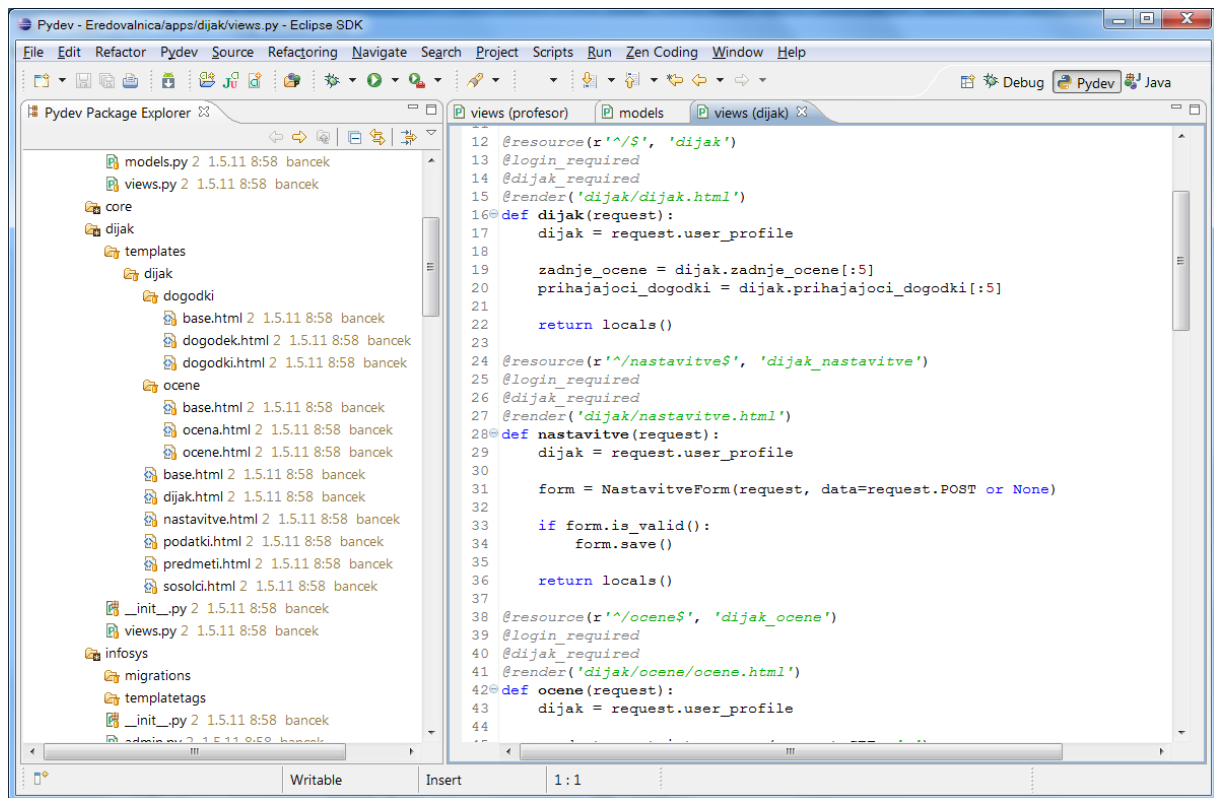 Pydev - Eredovalnica/apps/dijak/views.py - Eclipse SDK
File Edit Refactor Pydev Source Refactoring Navigate Search Project Scripts Run Zen Coding Window Help
Debug Pydev Java
Pydev Package Explorer
models.py 2 1.5.11 8:58 bancek
views.py 2 1.5.11 8:58 bancek
core
dijak
templates
dijak
dogodki
base.html 2 1.5.11 8:58 bancek
dogodek.html 2 1.5.11 8:58 bancek
dogodki.html 2 1.5.11 8:58 bancek
ocene
base.html 2 1.5.11 8:58 bancek
ocena.html 2 1.5.11 8:58 bancek
ocene.html 2 1.5.11 8:58 bancek
base.html 2 1.5.11 8:58 bancek
dijak.html 2 1.5.11 8:58 bancek
nastavitve.html 2 1.5.11 8:58 bancek
podatki.html 2 1.5.11 8:58 bancek
predmeti.html 2 1.5.11 8:58 bancek
sosolci.html 2 1.5.11 8:58 bancek
__init__.py 2 1.5.11 8:58 bancek
views.py 2 1.5.11 8:58 bancek
infosys
migrations
templatetags
__init__.py 2 1.5.11 8:58 bancek
admin.py 2 1.5.11 8:58 bancek
views (profesor) models views (dijak)
12 @resource(r'^/$', 'dijak')
13 @login_required
14 @dijak_required
15 @render('dijak/dijak.html')
16 def dijak(request):
17 dijak = request.user_profile
18
19 zadnje_ocene = dijak.zadnje_ocene[:5]
20 prihajajoci_dogodki = dijak.prihajajoci_dogodki[:5]
21
22 return locals()
23
24 @resource(r'^/nastavitve$', 'dijak_nastavitve')
25 @login_required
26 @dijak_required
27 @render('dijak/nastavitve.html')
28 def nastavitve(request):
29 dijak = request.user_profile
30
31 form = NastavitveForm(request, data=request.POST or None)
32
33 if form.is_valid():
34 form.save()
35
36 return locals()
37
38 @resource(r'^/ocene$', 'dijak_ocene')
39 @login_required
40 @dijak_required
41 @render('dijak/ocene/ocene.html')
42 def ocene(request):
43 dijak = request.user_profile
44
Writable Insert 1 : 1